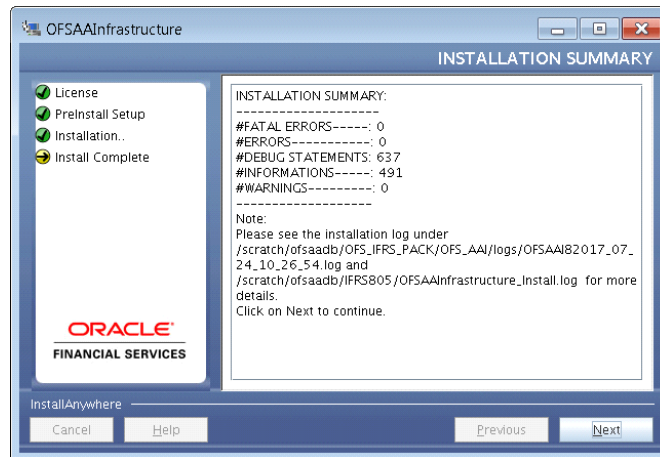 OFSAAInfrastructure
INSTALLATION SUMMARY
License
PreInstall Setup
Installation..
Install Complete
ORACLE®
FINANCIAL SERVICES
INSTALLATION SUMMARY:
--------------------
#FATAL ERRORS-----: 0
#ERRORS-----------: 0
#DEBUG STATEMENTS: 637
#INFORMATIONS-----: 491
#WARNINGS---------: 0
-------------------
Note:
Please see the installation log under
/scratch/ofsaadb/OFS_IFRS_PACK/OFS_AAI/logs/OFSAAI82017_07_
24_10_26_54.log and
/scratch/ofsaadb/IFRS805/OFSAAInfrastructure_Install.log for more
details.
Click on Next to continue.
InstallAnywhere
Cancel
Help
Previous
Next